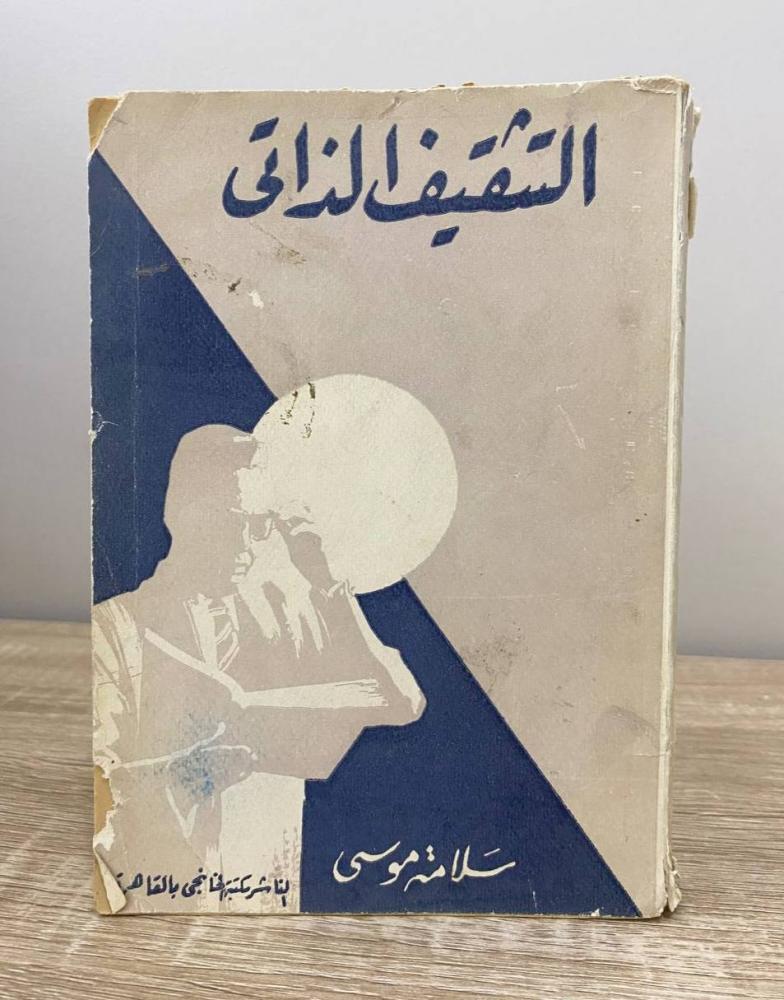 التثقيف الذاتى
سلامة موسى
الناشر مكتبة الخانجى بالقاهرة